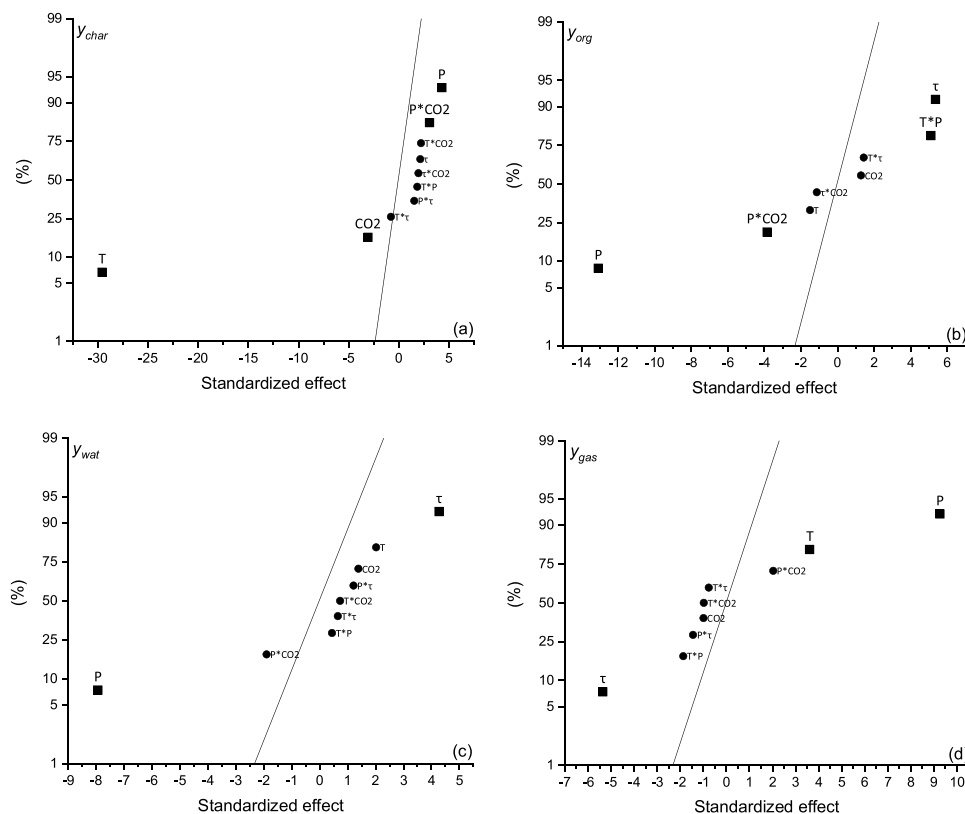 y_char
99
95
90
75
50
25
10
5
1
(%)
P
P*CO2
T*CO2
τ
τ*CO2
T*P
P*τ
T*τ
CO2
T
(a)
-30 -25 -20 -15 -10 -5 0 5
Standardized effect
y_org
99
95
90
75
50
25
10
5
1
(%)
τ
T*P
T*τ
CO2
τ*CO2
T
P*CO2
P
(b)
-14 -12 -10 -8 -6 -4 -2 0 2 4 6
Standardized effect
y_wat
99
95
90
75
50
25
10
5
1
(%)
τ
T
CO2
P*τ
T*CO2
T*τ
T*P
P*CO2
P
(c)
-9 -8 -7 -6 -5 -4 -3 -2 -1 0 1 2 3 4 5
Standardized effect
y_gas
99
95
90
75
50
25
10
5
1
(%)
P
T
P*CO2
T*τ
T*CO2
CO2
P*τ
T*P
τ
(d)
-7 -6 -5 -4 -3 -2 -1 0 1 2 3 4 5 6 7 8 9 10
Standardized effect